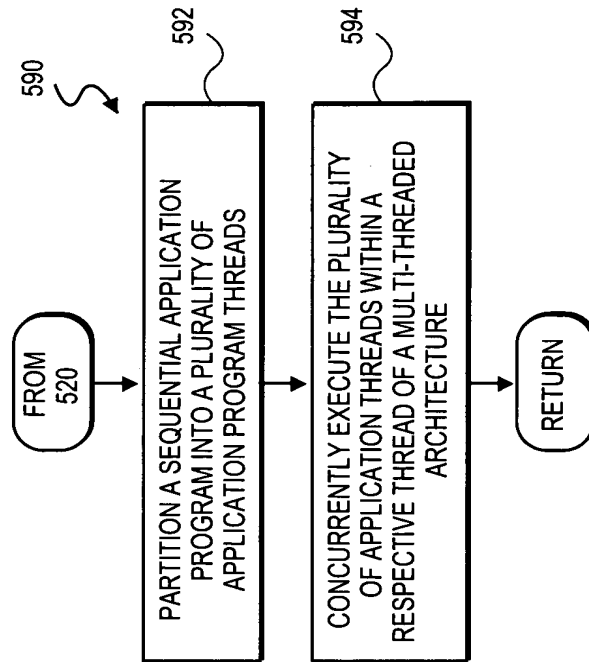 590
FROM
520
592
PARTITION A SEQUENTIAL APPLICATION
PROGRAM INTO A PLURALITY OF
APPLICATION PROGRAM THREADS
594
CONCURRENTLY EXECUTE THE PLURALITY
OF APPLICATION THREADS WITHIN A
RESPECTIVE THREAD OF A MULTI-THREADED
ARCHITECTURE
RETURN